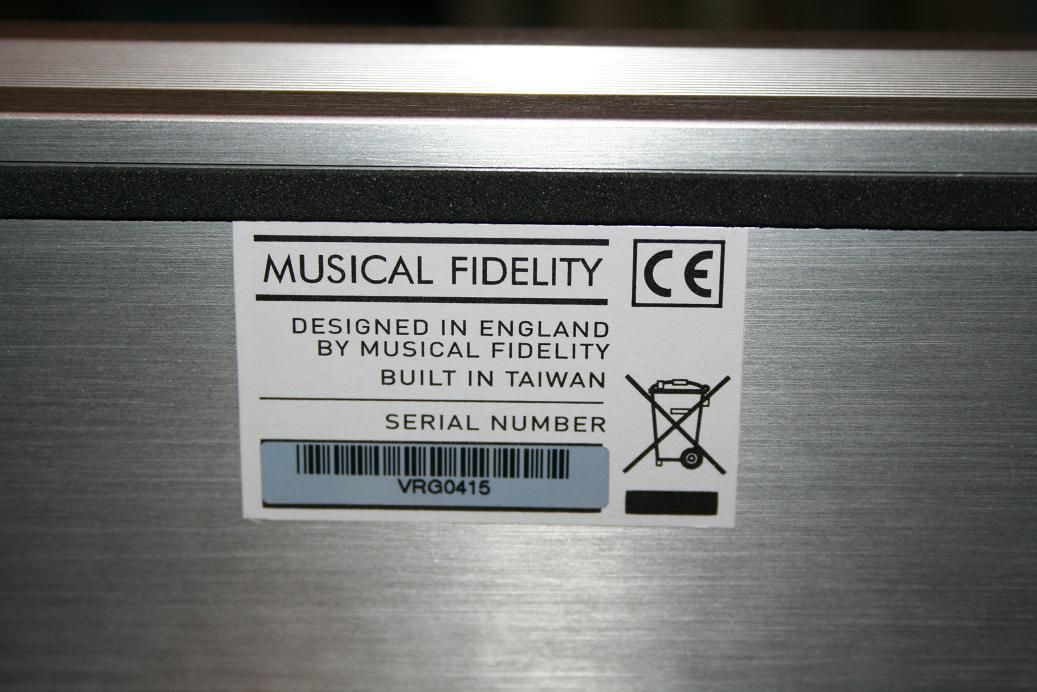 MUSICAL FIDELITY
CE
DESIGNED IN ENGLAND
BY MUSICAL FIDELITY
BUILT IN TAIWAN
SERIAL NUMBER
VRG0415